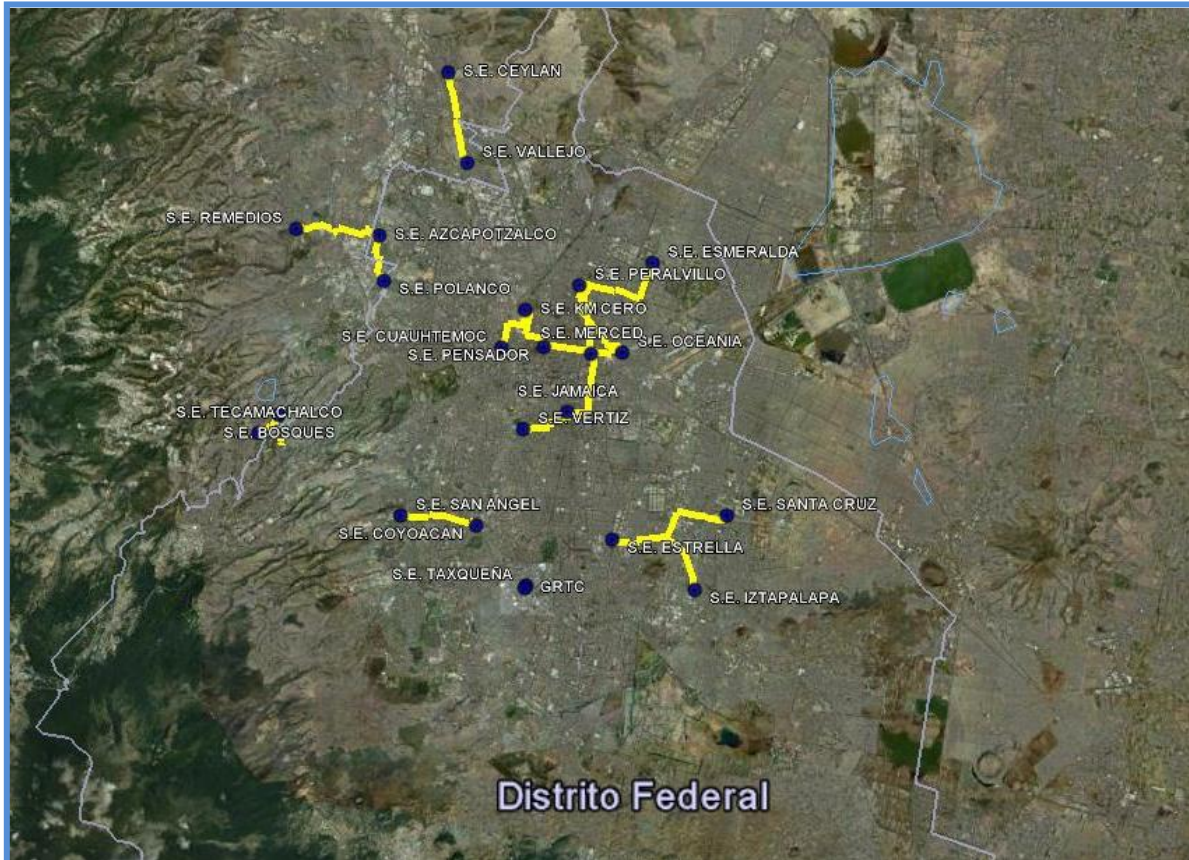 S.E. CEYLAN
S.E. VALLEJO
S.E. REMEDIOS
S.E. AZCAPOTZALCO
S.E. ESMERALDA
S.E. PERALVILLO
S.E. POLANCO
S.E. KM CERO
S.E. CUAUHTEMOC
S.E. MERCED
S.E. OCEANIA
S.E. PENSADOR
S.E. JAMAICA
S.E. TECAMACHALCO
S.E. VERTIZ
S.E. BOSQUES
S.E. SAN ANGEL
S.E. SANTA CRUZ
S.E. COYOACAN
S.E. ESTRELLA
S.E. TAXQUEÑA
GRTC
S.E. IZTAPALAPA
Distrito Federal